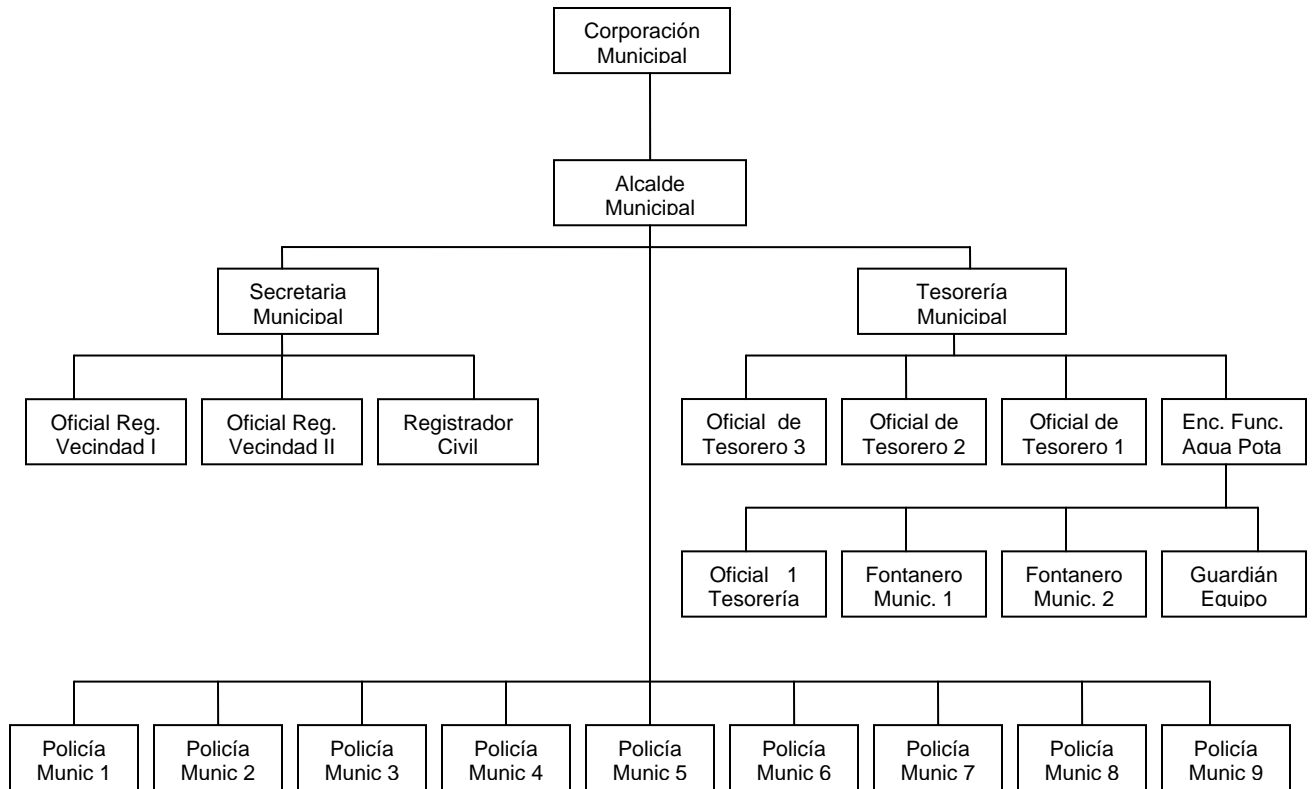 Corporación
Municipal
Alcalde
Municipal
Secretaria
Municipal
Tesorería
Municipal
Oficial Reg.
Vecindad I
Oficial Reg.
Vecindad II
Registrador
Civil
Oficial de
Tesorero 3
Oficial de
Tesorero 2
Oficial de
Tesorero 1
Enc. Func.
Agua Pota
Oficial 1
Tesorería
Fontanero
Munic. 1
Fontanero
Munic. 2
Guardián
Equipo
Policía
Munic 1
Policía
Munic 2
Policía
Munic 3
Policía
Munic 4
Policía
Munic 5
Policía
Munic 6
Policía
Munic 7
Policía
Munic 8
Policía
Munic 9